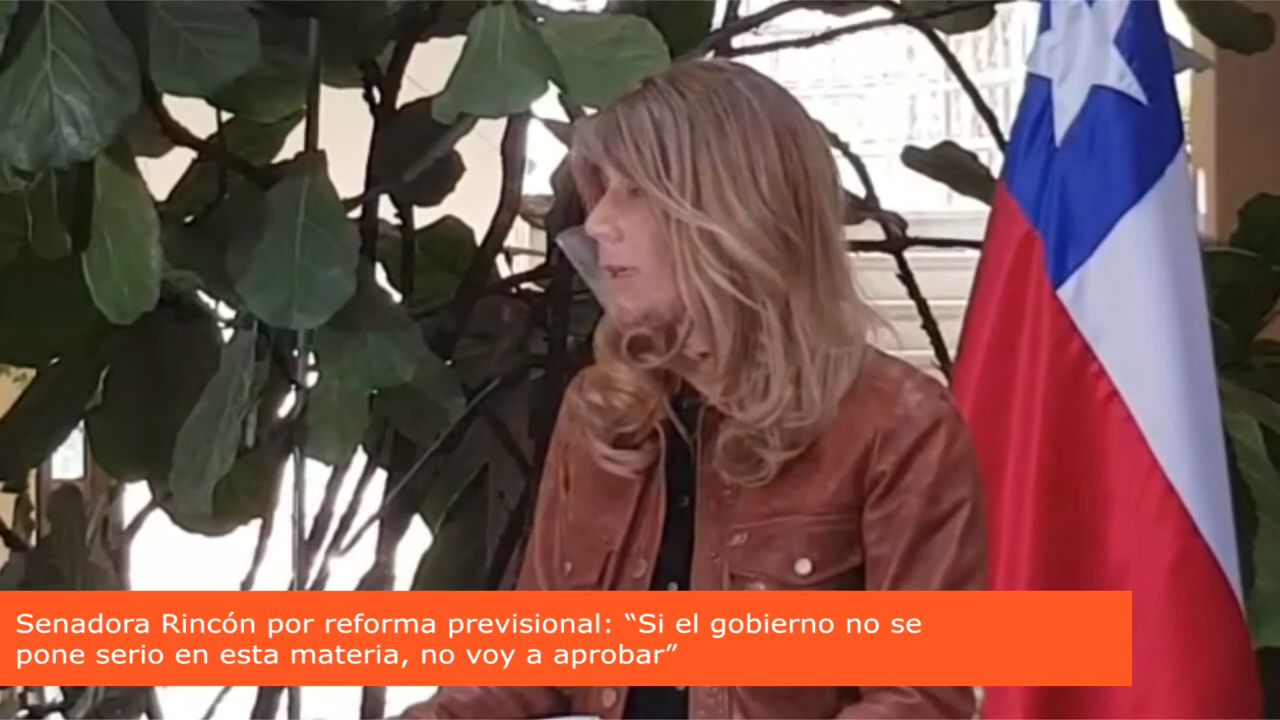 Senadora Rincón por reforma previsional: “Si el gobierno no se
pone serio en esta materia, no voy a aprobar”